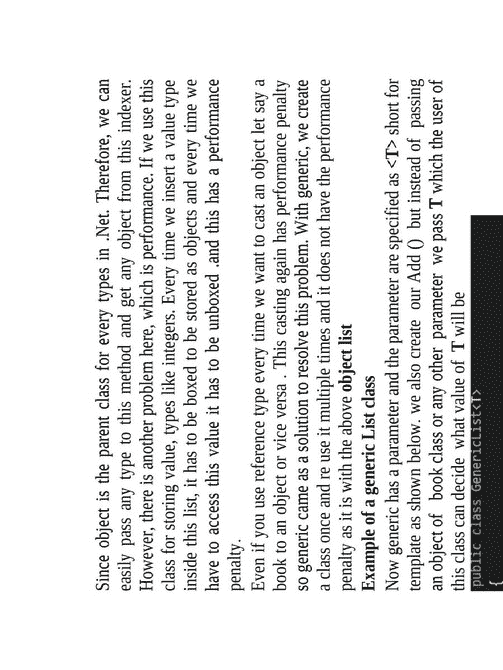 Since object is the parent class for every types in .Net. Therefore, we can
easily pass any type to this method and get any object from this indexer.
However, there is another problem here, which is performance. If we use this
class for storing value, types like integers. Every time we insert a value type
inside this list, it has to be boxed to be stored as objects and every time we
have to access this value it has to be unboxed .and this has a performance
penalty.
Even if you use reference type every time we want to cast an object let say a
book to an object or vice versa . This casting again has performance penalty
so generic came as a solution to resolve this problem. With generic, we create
a class once and re use it multiple times and it does not have the performance
penalty as it is with the above object list
Example of a generic List class
Now generic has a parameter and the parameter are specified as <T> short for
template as shown below. we also create our Add () but instead of passing
an object of book class or any other parameter we pass T which the user of
this class can decide what value of T will be
public class GenericList<T>
{